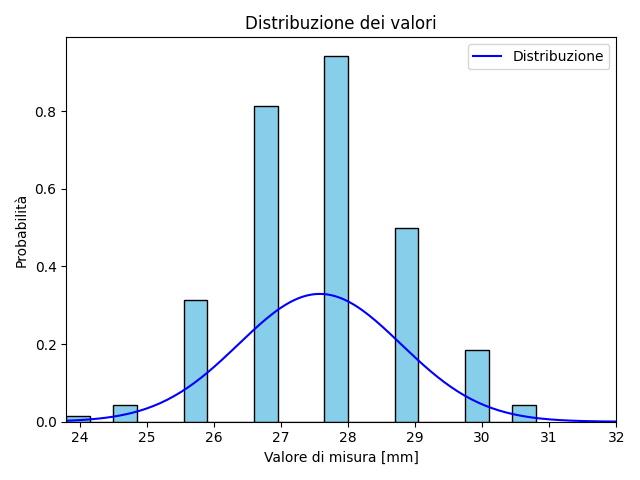 Distribuzione dei valori
Distribuzione
Probabilità
0.8
0.6
0.4
0.2
0.0
24 25 26 27 28 29 30 31 32
Valore di misura [mm]